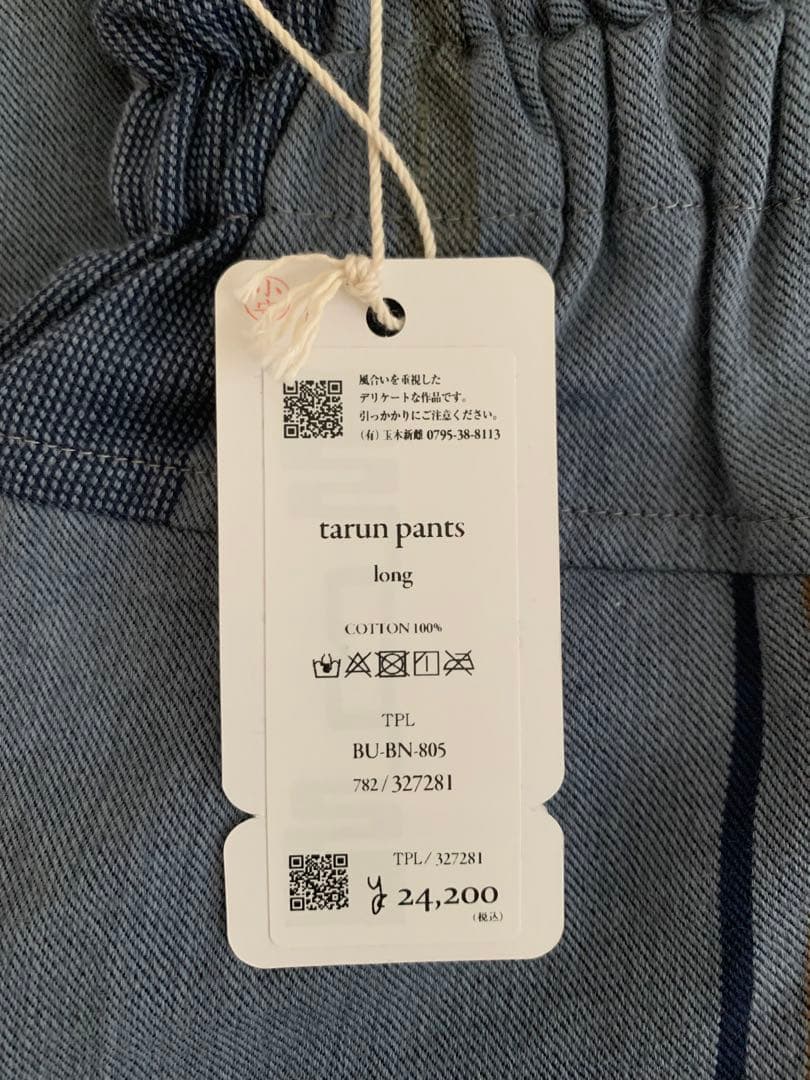 風合いを重視した
デリケートな作品です。
引っかかりにご注意ください。
(有) 玉木新雌 0795-38-8113
tarun pants
long
COTTON 100%
TPL
BU-BN-805
782 / 327281
TPL / 327281
¥ 24,200
(税込)